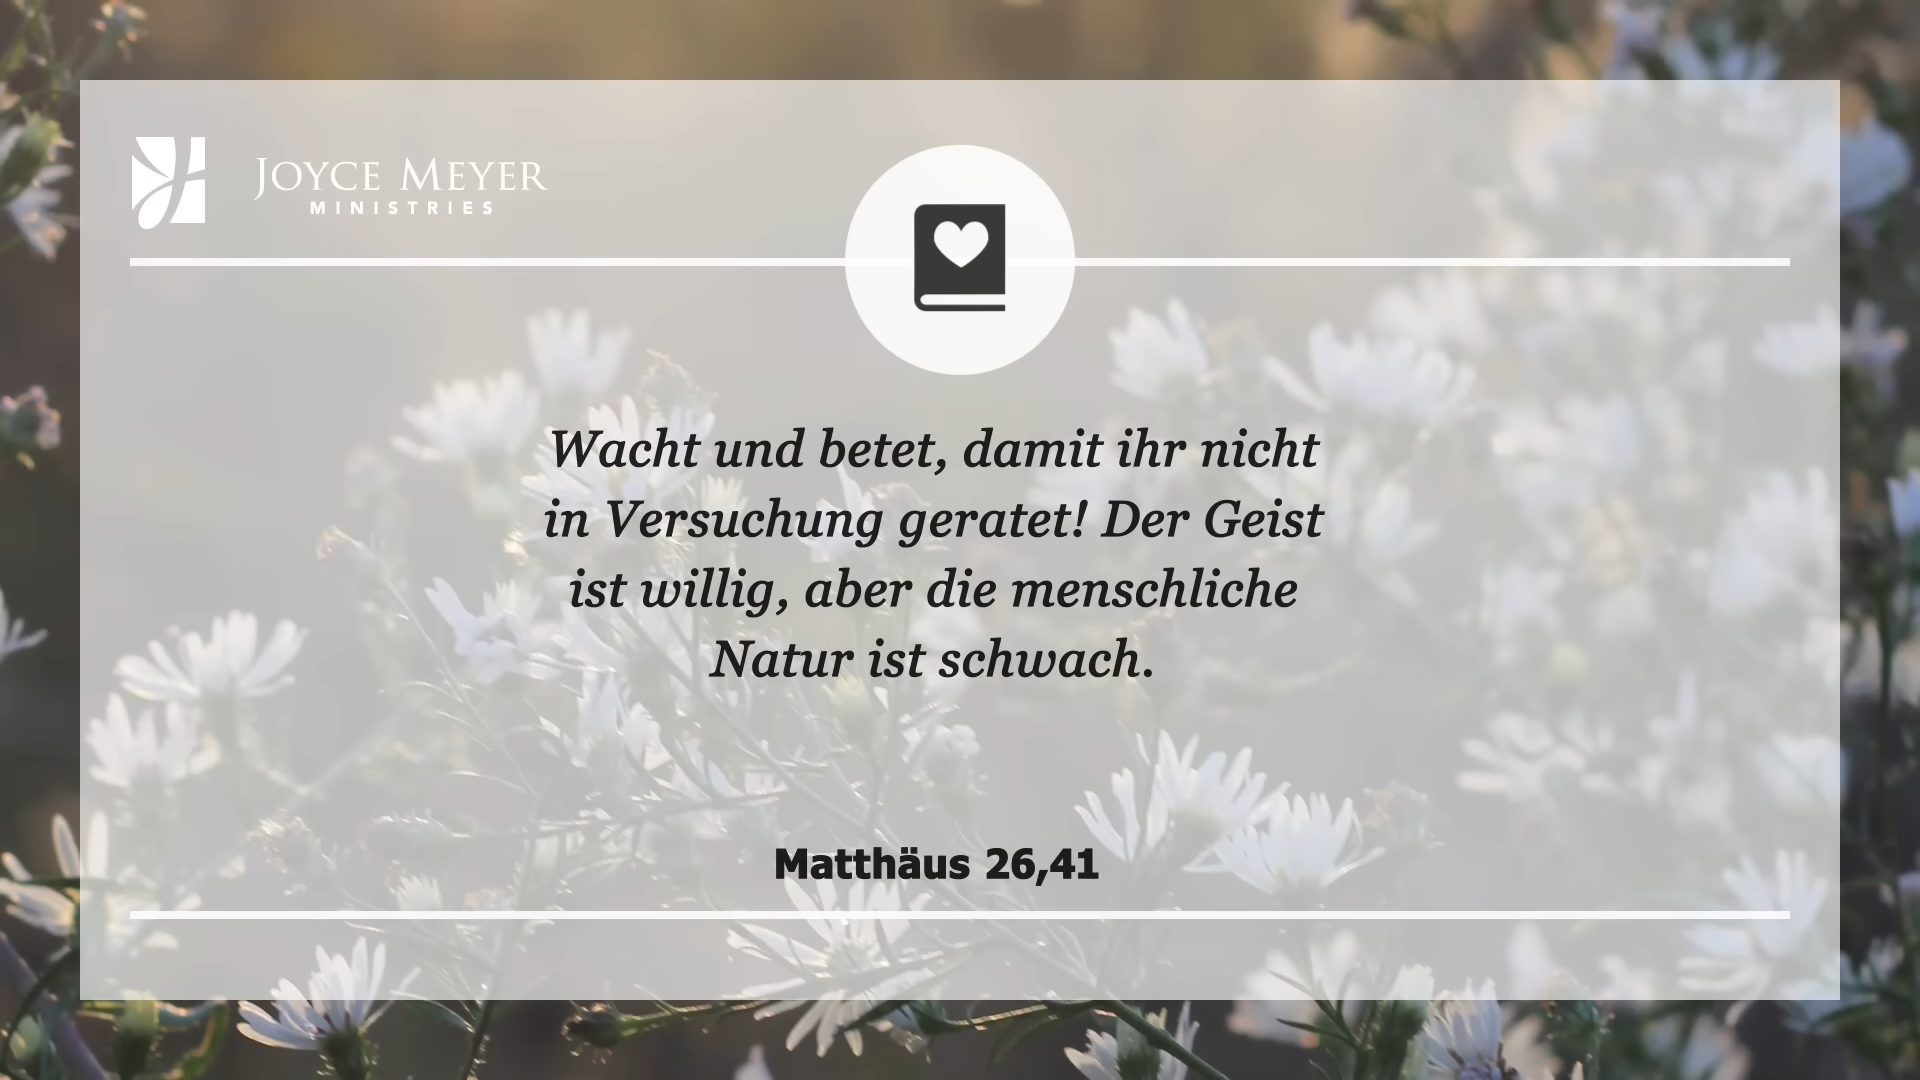 JOYCE MEYER
MINISTRIES
Wacht und betet, damit ihr nicht
in Versuchung geratet! Der Geist
ist willig, aber die menschliche
Natur ist schwach.
Matthäus 26,41